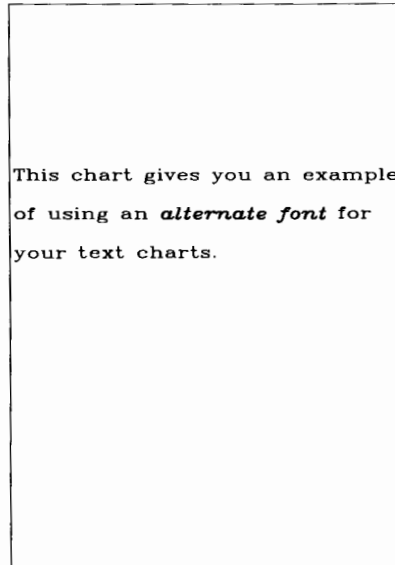 This chart gives you an example
of using an alternate font for
your text charts.